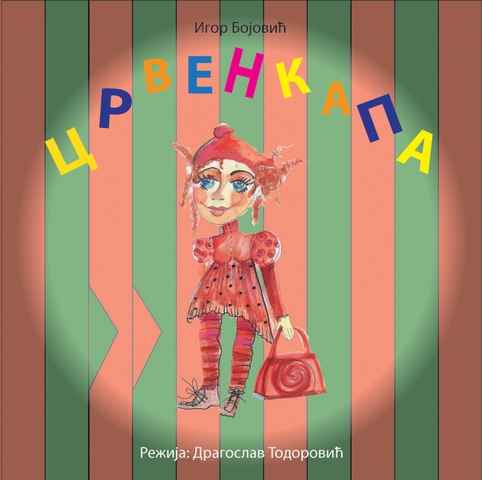 Игор Бојовић
ЦРВЕНКАПА
Режија: Драгослав Тодоровић